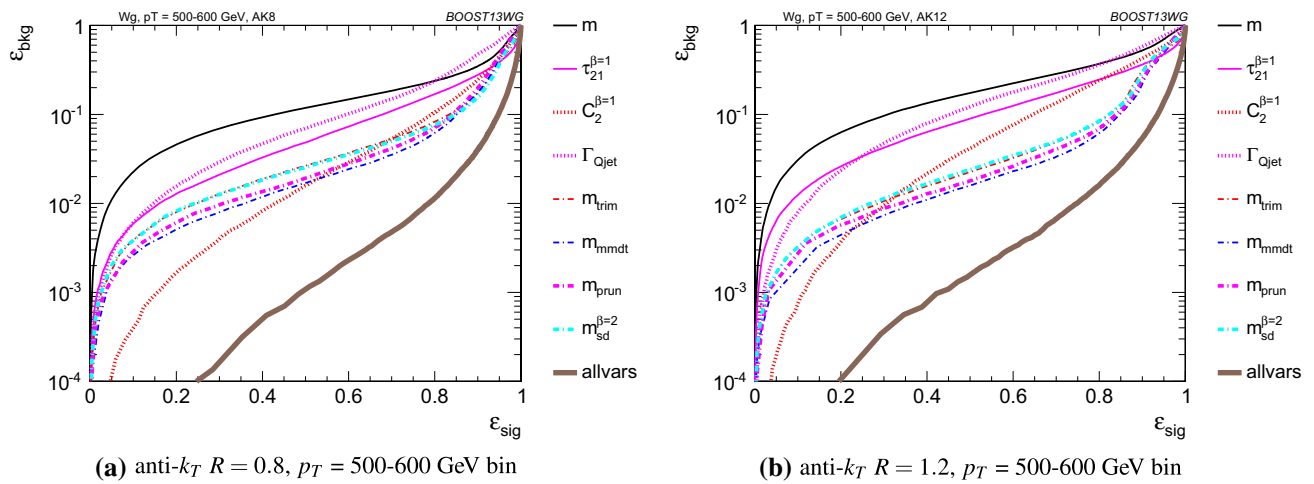 Wg, pT = 500-600 GeV, AK8
BOOST13WG
ε_bkg
1
10⁻¹
10⁻²
10⁻³
10⁻⁴
0
0.2
0.4
0.6
0.8
1
ε_sig
m
τ₂₁^β=1
C₂^β=1
Γ_Qjet
m_trim
m_mmdt
m_prun
m_sd^β=2
allvars
(a) anti-k_T R = 0.8, p_T = 500-600 GeV bin
Wg, pT = 500-600 GeV, AK12
BOOST13WG
ε_bkg
1
10⁻¹
10⁻²
10⁻³
10⁻⁴
0
0.2
0.4
0.6
0.8
1
ε_sig
m
τ₂₁^β=1
C₂^β=1
Γ_Qjet
m_trim
m_mmdt
m_prun
m_sd^β=2
allvars
(b) anti-k_T R = 1.2, p_T = 500-600 GeV bin